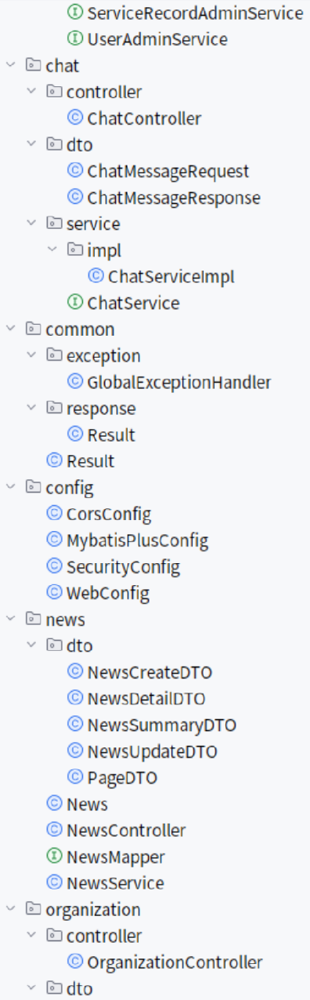 ServiceRecordAdminService
UserAdminService
chat
controller
ChatController
dto
ChatMessageRequest
ChatMessageResponse
service
impl
ChatServiceImpl
ChatService
common
exception
GlobalExceptionHandler
response
Result
Result
config
CorsConfig
MybatisPlusConfig
SecurityConfig
WebConfig
news
dto
NewsCreateDTO
NewsDetailDTO
NewsSummaryDTO
NewsUpdateDTO
PageDTO
News
NewsController
NewsMapper
NewsService
organization
controller
OrganizationController
dto